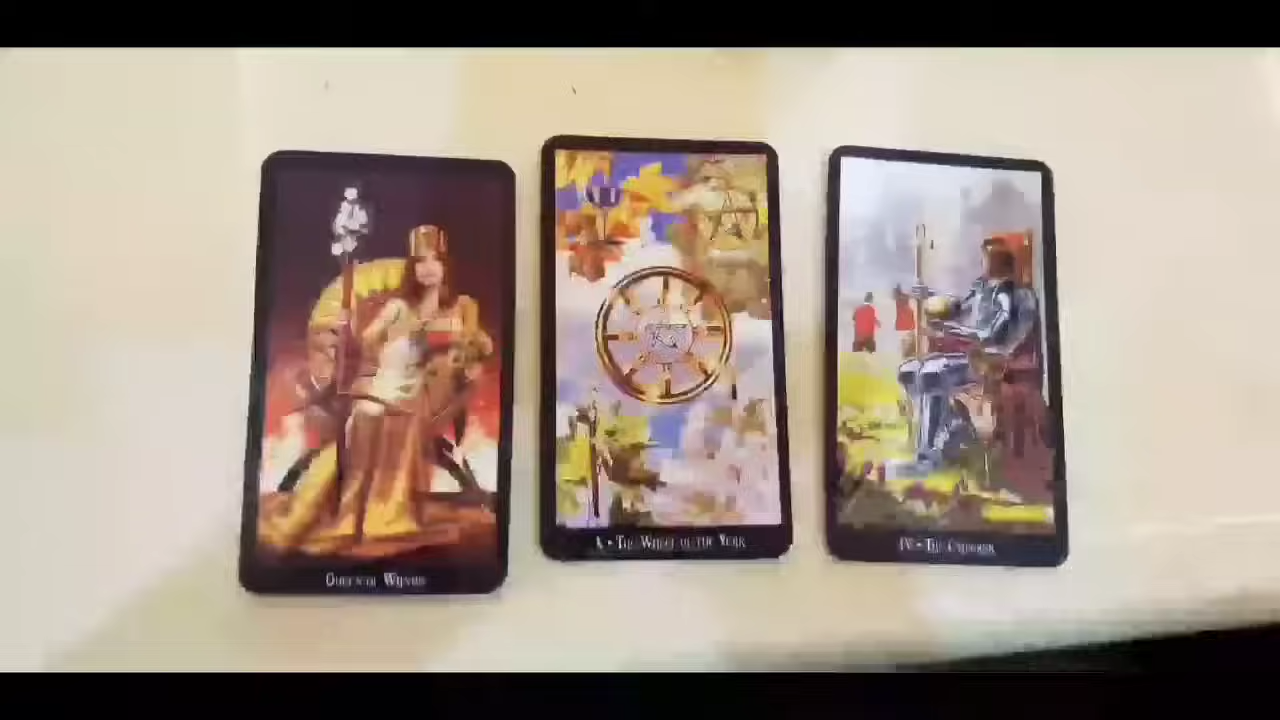 Queen of Wands
X • The Wheel of the Year
IV • The Emperor